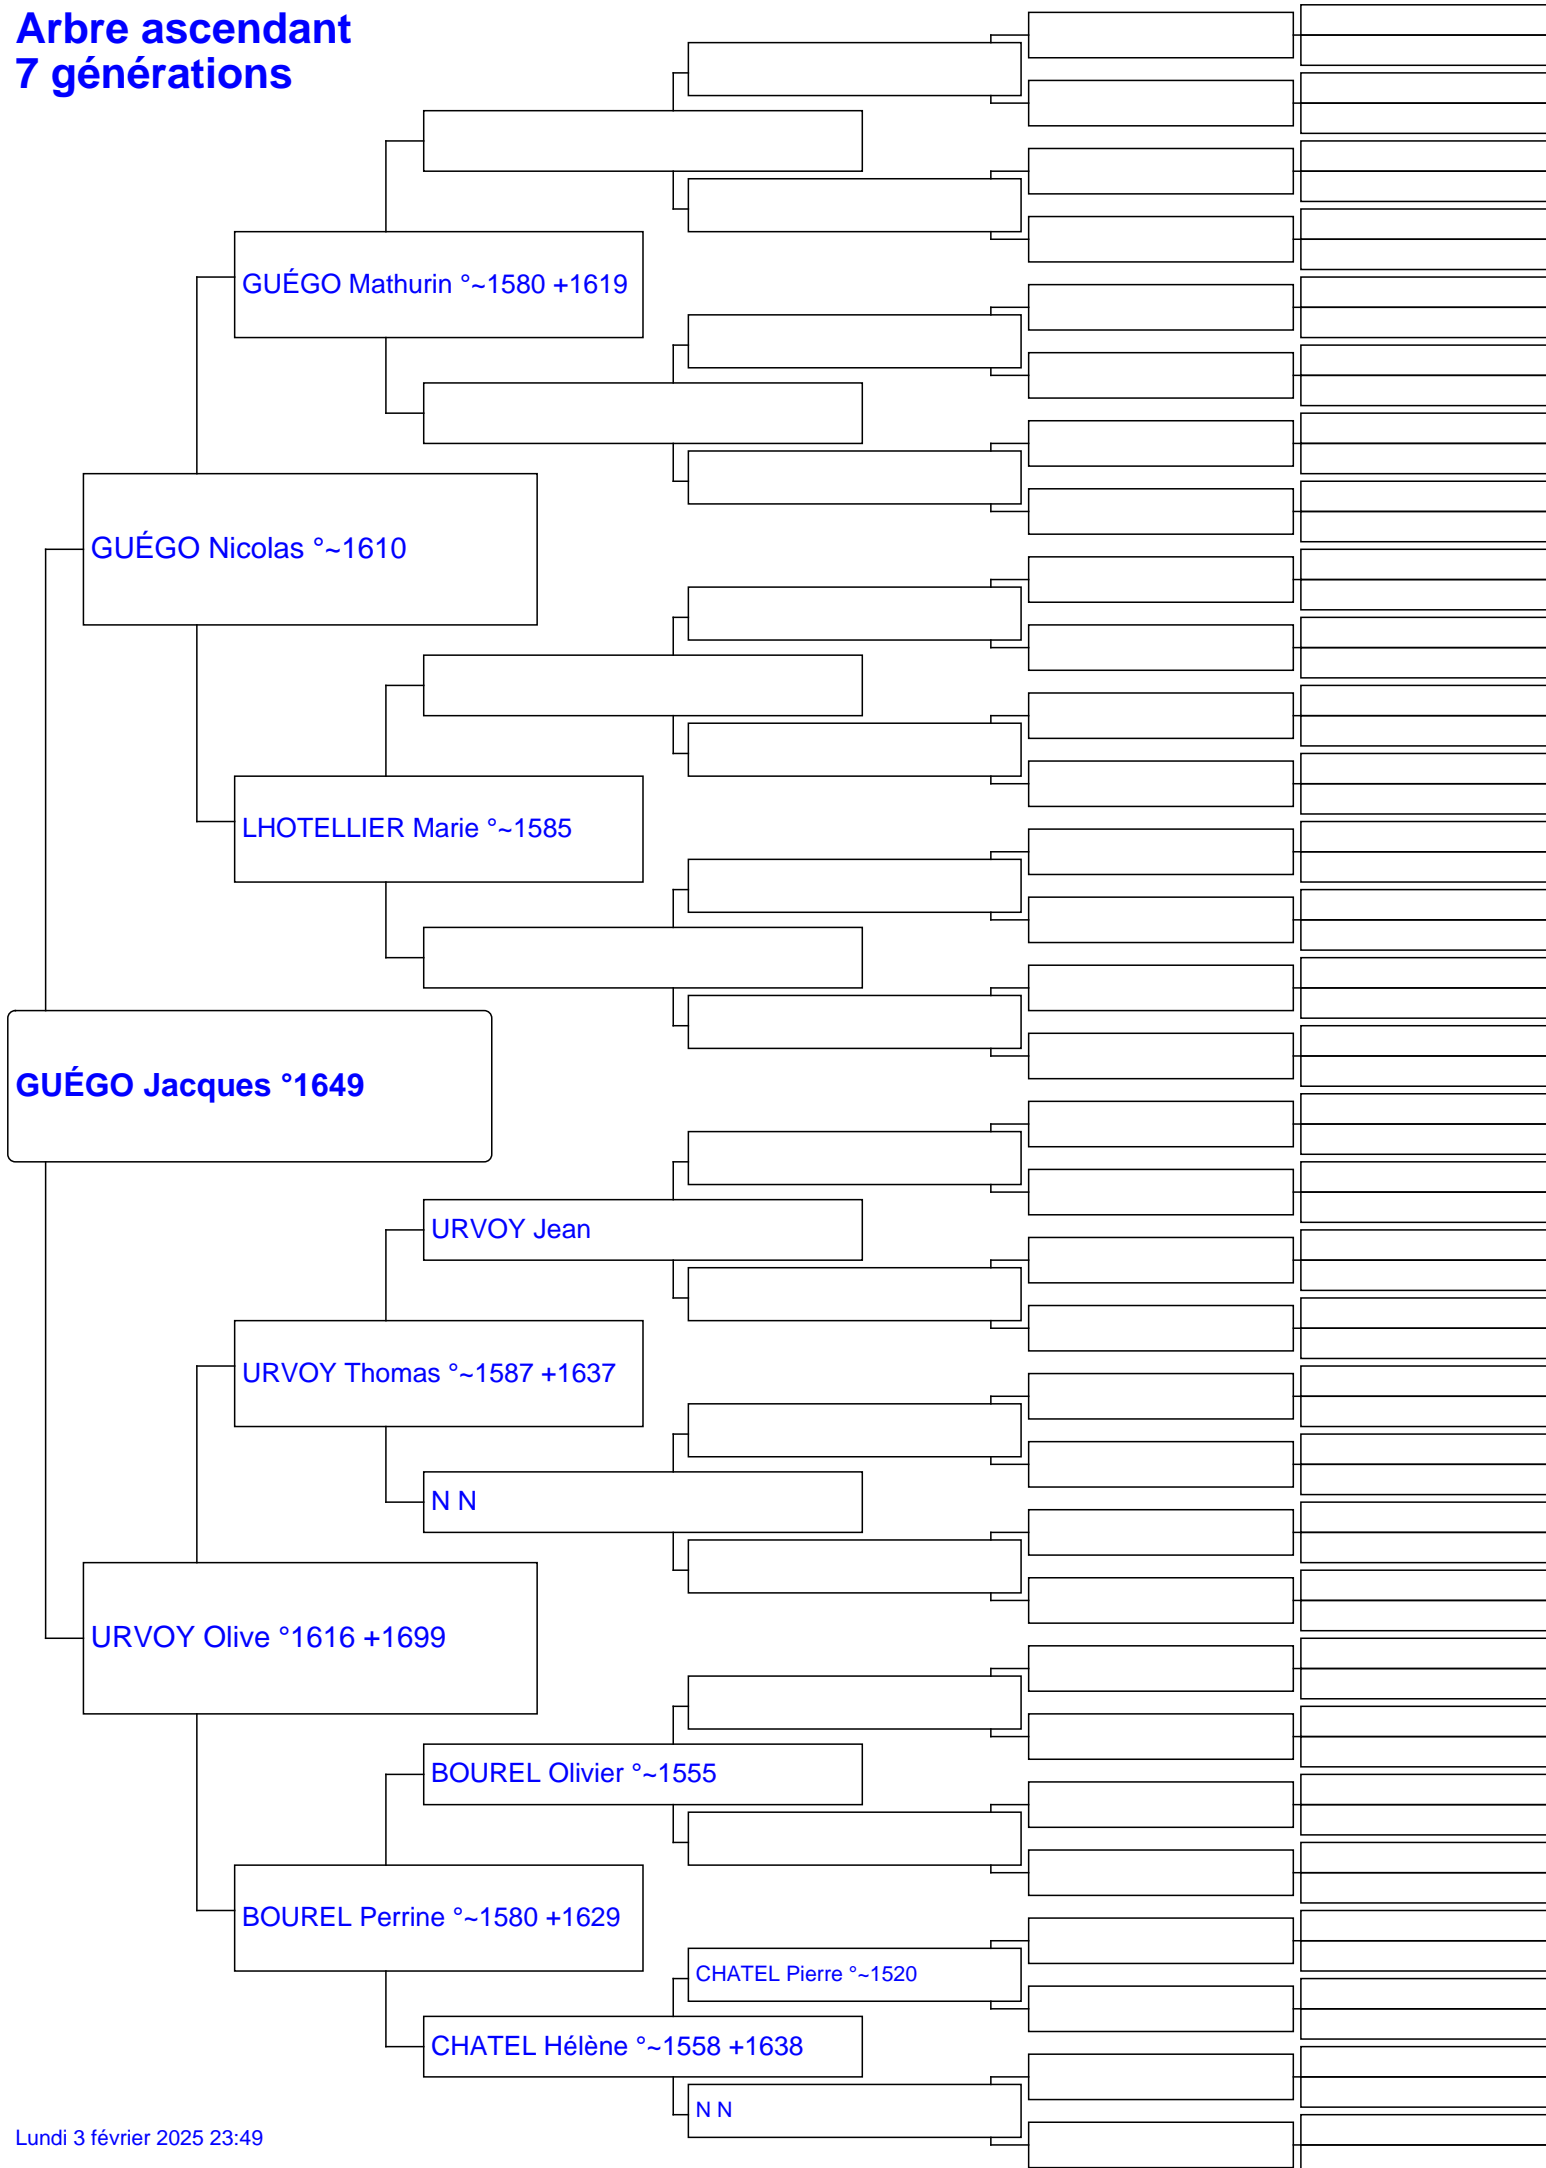 Arbre ascendant
7 générations
GUÉGO Mathurin °~1580 +1619
GUÉGO Nicolas °~1610
LHOTELLIER Marie °~1585
GUÉGO Jacques °1649
URVOY Jean
URVOY Thomas °~1587 +1637
N N
URVOY Olive °1616 +1699
BOUREL Olivier °~1555
BOUREL Perrine °~1580 +1629
CHATEL Pierre °~1520
CHATEL Hélène °~1558 +1638
N N
Lundi 3 février 2025 23:49